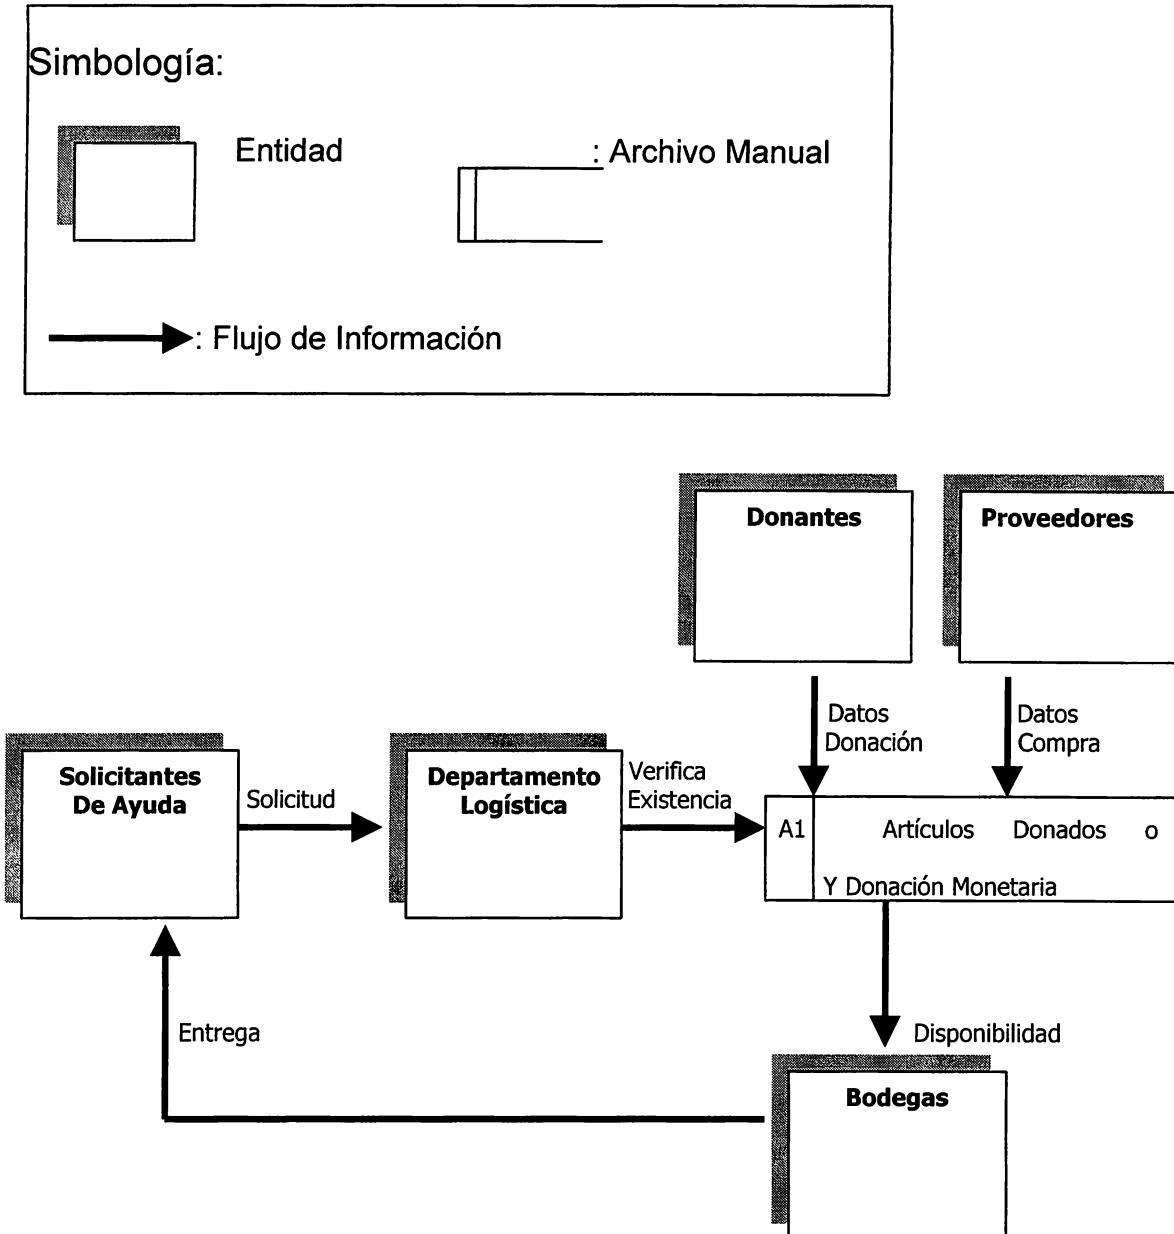 Simbología:
Entidad
: Archivo Manual
: Flujo de Información
Donantes
Proveedores
Datos
Donación
Datos
Compra
Solicitantes
De Ayuda
Solicitud
Departamento
Logística
Verifica
Existencia
A1
Artículos Donados o
Y Donación Monetaria
Entrega
Disponibilidad
Bodegas